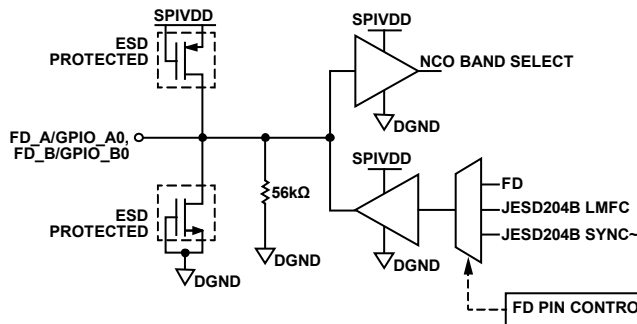 SPIVDD
ESD
PROTECTED
SPIVDD
NCO BAND SELECT
DGND
FD_A/GPIO_A0,
FD_B/GPIO_B0
56kΩ
DGND
ESD
PROTECTED
DGND
SPIVDD
DGND
FD
JESD204B LMFC
JESD204B SYNC~
FD PIN CONTRO